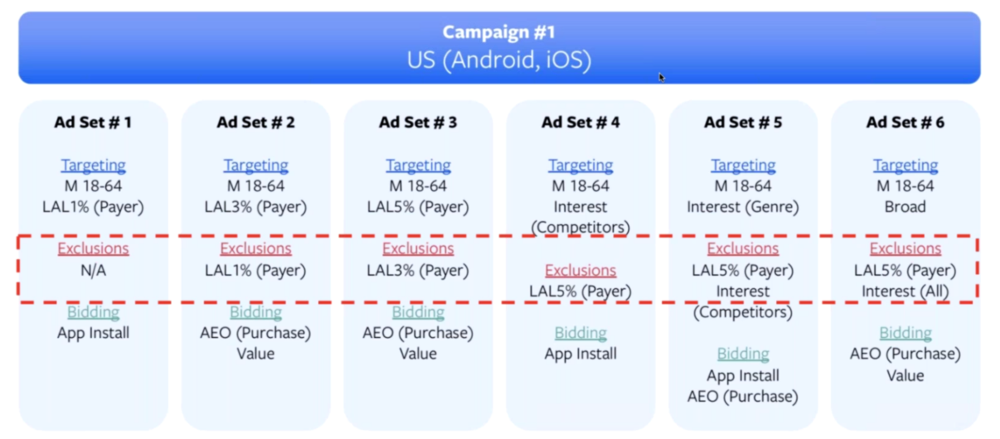 Campaign #1
US (Android, iOS)
Ad Set # 1
Targeting
M 18-64
LAL1% (Payer)
Exclusions
N/A
Bidding
App Install
Ad Set # 2
Targeting
M 18-64
LAL3% (Payer)
Exclusions
LAL1% (Payer)
Bidding
AEO (Purchase)
Value
Ad Set # 3
Targeting
M 18-64
LAL5% (Payer)
Exclusions
LAL3% (Payer)
Bidding
AEO (Purchase)
Value
Ad Set # 4
Targeting
M 18-64
Interest
(Competitors)
Exclusions
LAL5% (Payer)
Bidding
App Install
Ad Set # 5
Targeting
M 18-64
Interest (Genre)
Exclusions
LAL5% (Payer)
Interest
(Competitors)
Bidding
App Install
AEO (Purchase)
Ad Set # 6
Targeting
M 18-64
Broad
Exclusions
LAL5% (Payer)
Interest (All)
Bidding
AEO (Purchase)
Value